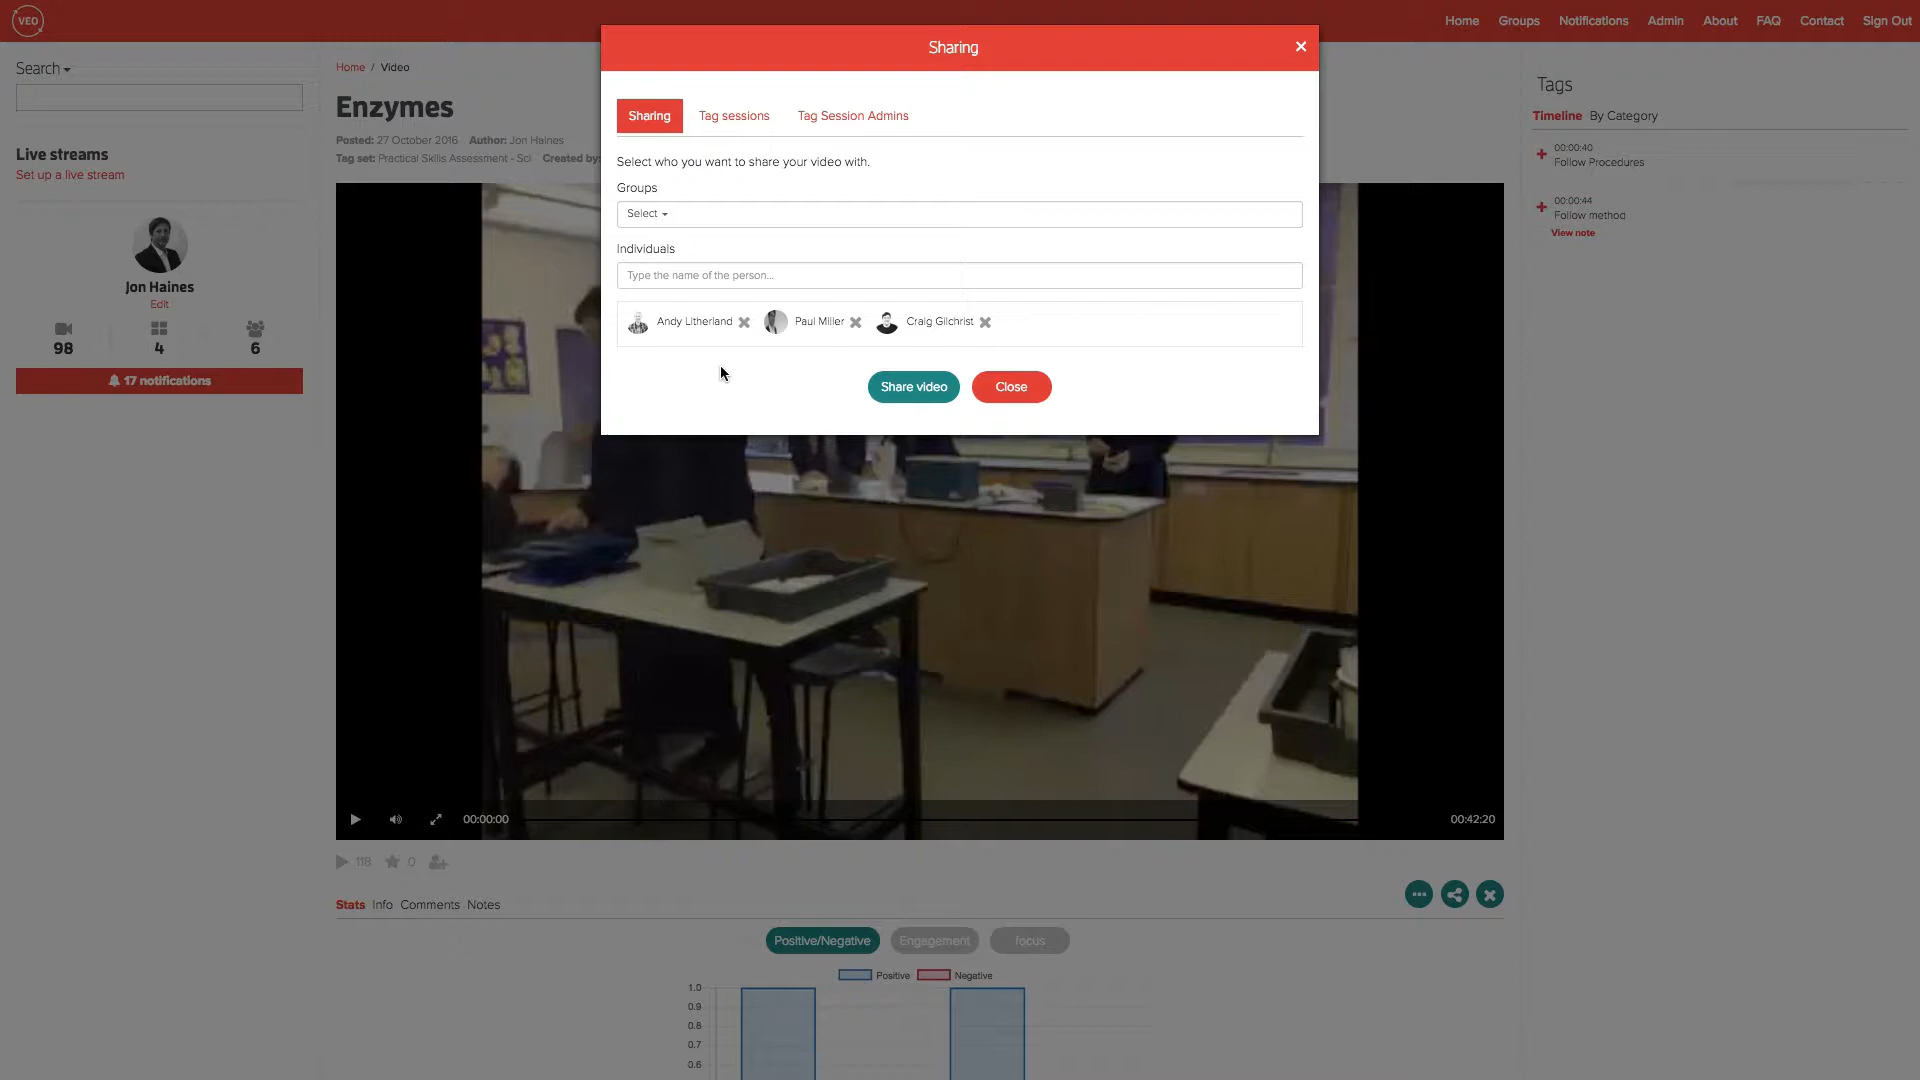 VEO
Home Groups Notifications Admin About FAQ Contact Sign Out
Search
Live streams
Set up a live stream
Jon Haines
Edit
98 4 6
17 notifications
Home / Video
Enzymes
Posted: 27 October 2016 Author: Jon Haines
Tag set: Practical Skills Assessment - Sci Created by:
Sharing
Sharing Tag sessions Tag Session Admins
Select who you want to share your video with.
Groups
Select
Individuals
Type the name of the person...
Andy Litherland Paul Miller Craig Gilchrist
Share video Close
00:00:00 00:42:20
118 0
Stats Info Comments Notes
Positive/Negative Engagement focus
Positive Negative
1.0
0.9
0.8
0.7
0.6
Tags
Timeline By Category
00:00:40
Follow Procedures
00:00:44
Follow method
View note